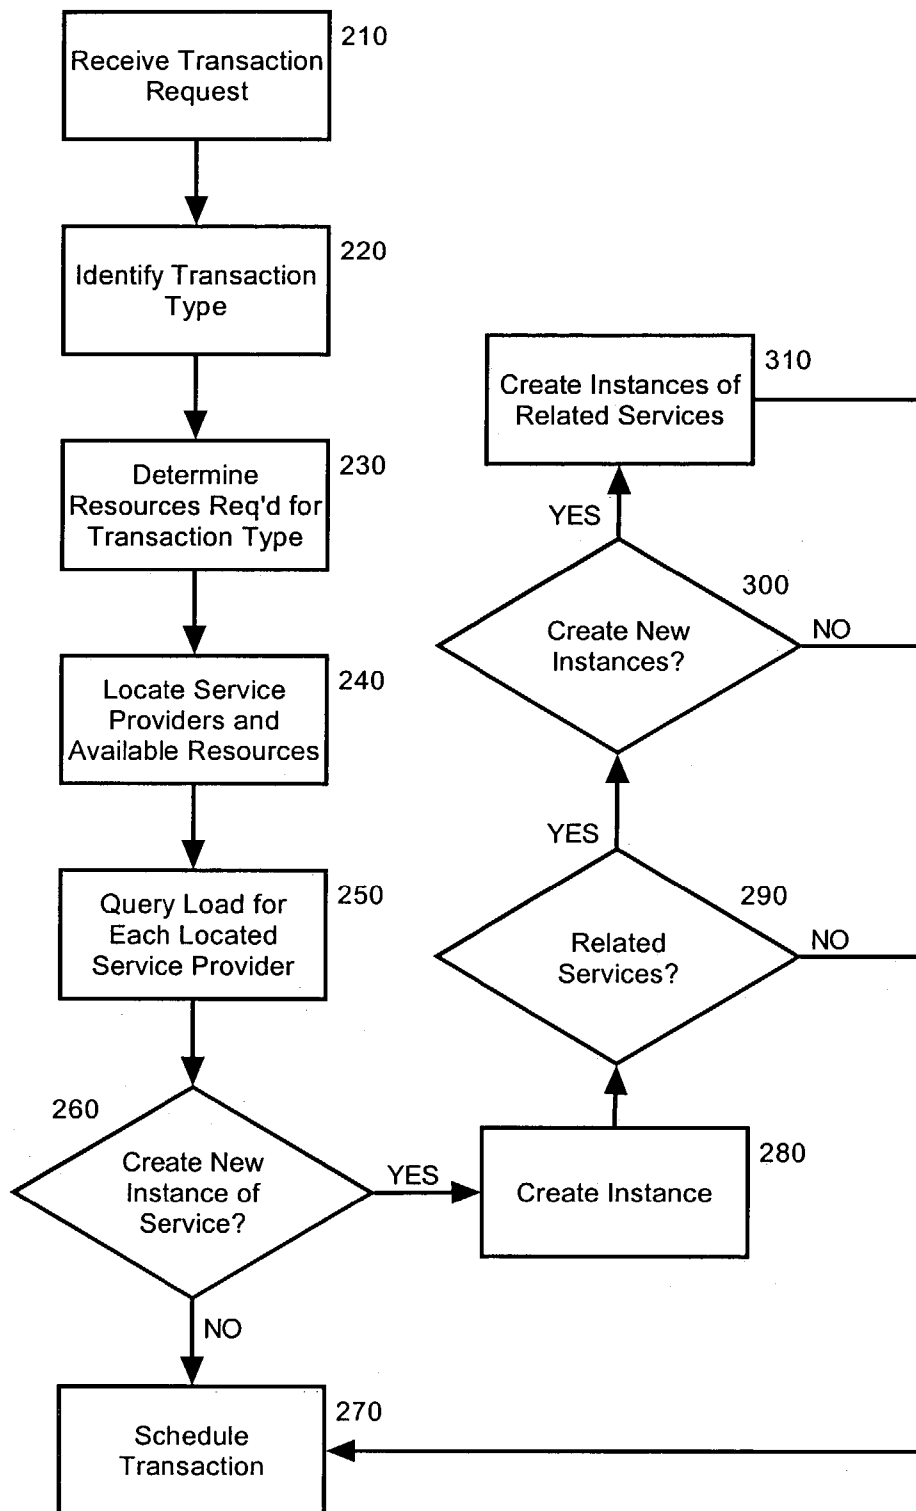 210
Receive Transaction
Request
220
Identify Transaction
Type
230
Determine
Resources Req'd for
Transaction Type
240
Locate Service
Providers and
Available Resources
250
Query Load for
Each Located
Service Provider
260
Create New
Instance of
Service?
YES
NO
270
Schedule
Transaction
280
Create Instance
290
Related
Services?
YES
NO
300
Create New
Instances?
YES
NO
310
Create Instances of
Related Services